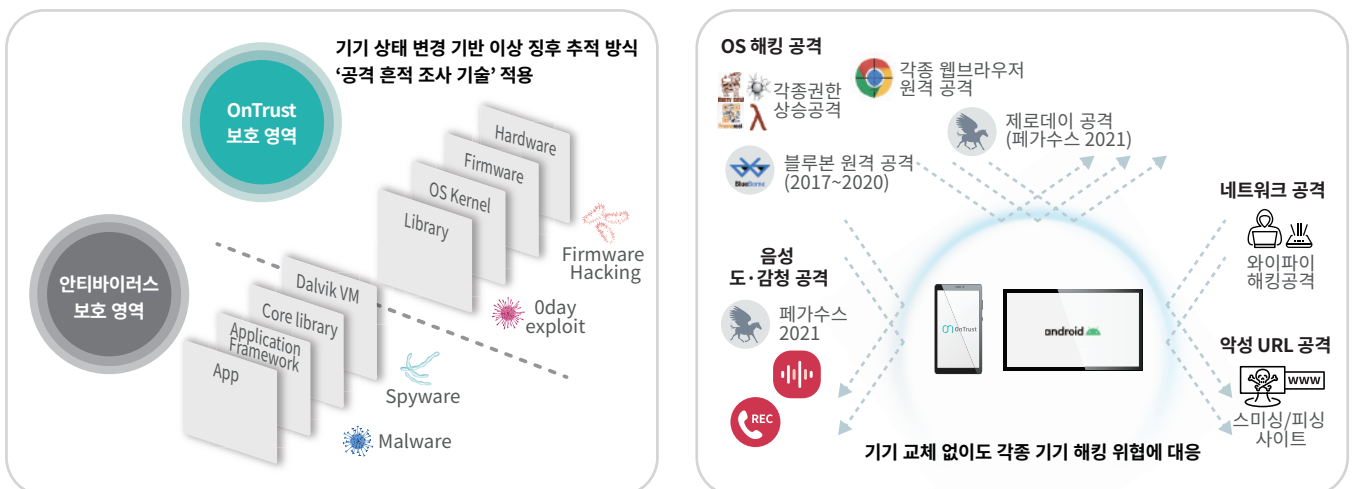 기기 상태 변경 기반 이상 징후 추적 방식
‘공격 흔적 조사 기술’ 적용
OnTrust
보호 영역
Hardware
Firmware
OS Kernel
Library
Firmware
Hacking
안티바이러스
보호 영역
Dalvik VM
Core library
Application
Framework
App
0day
exploit
Spyware
Malware
OS 해킹 공격
각종권한
상승공격
각종 웹브라우저
원격 공격
제로데이 공격
(페가수스 2021)
BlueBorne
블루본 원격 공격
(2017~2020)
네트워크 공격
와이파이
해킹공격
음성
도·감청 공격
페가수스
2021
REC
OnTrust
android
악성 URL 공격
www
스미싱/피싱
사이트
기기 교체 없이도 각종 기기 해킹 위협에 대응